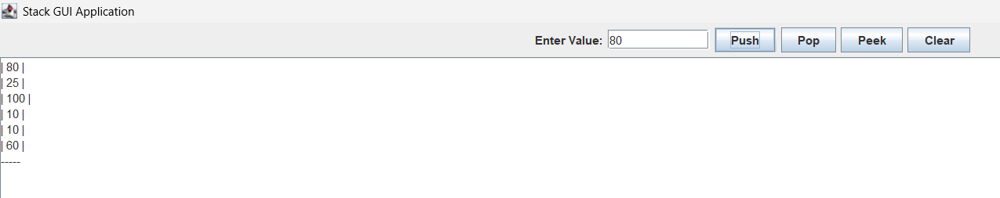 Stack GUI Application
Enter Value: 80 Push Pop Peek Clear
| 80 |
| 25 |
| 100 |
| 10 |
| 10 |
| 60 |
-----